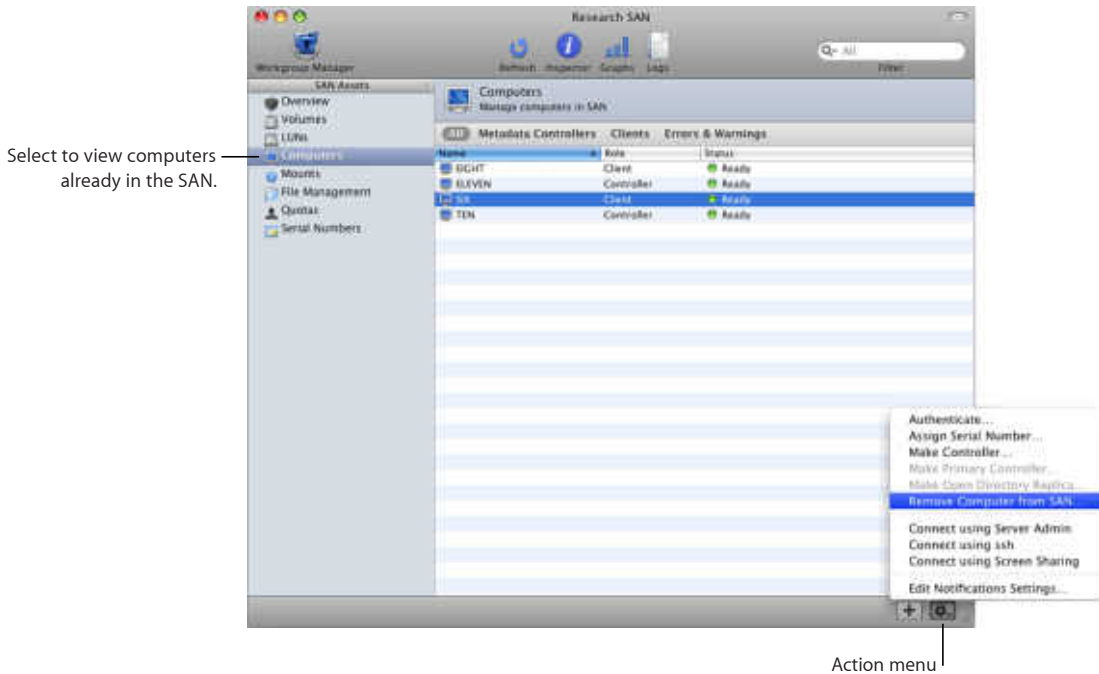 Research SAN
Workgroup Manager
Refresh Inspector Graphs Logs
All
Filter
SAN Assets
Overview
Volumes
LUNs
Computers
Mounts
File Management
Quotas
Serial Numbers
Select to view computers
already in the SAN.
Computers
Manage computers in SAN
All Metadata Controllers Clients Errors & Warnings
Name Role Status
EIGHT Client Ready
ELEVEN Controller Ready
SIX Client Ready
TEN Controller Ready
Authenticate...
Assign Serial Number...
Make Controller...
Make Primary Controller...
Make Open Directory Replica...
Remove Computer from SAN...
Connect using Server Admin
Connect using ssh
Connect using Screen Sharing
Edit Notifications Settings...
Action menu